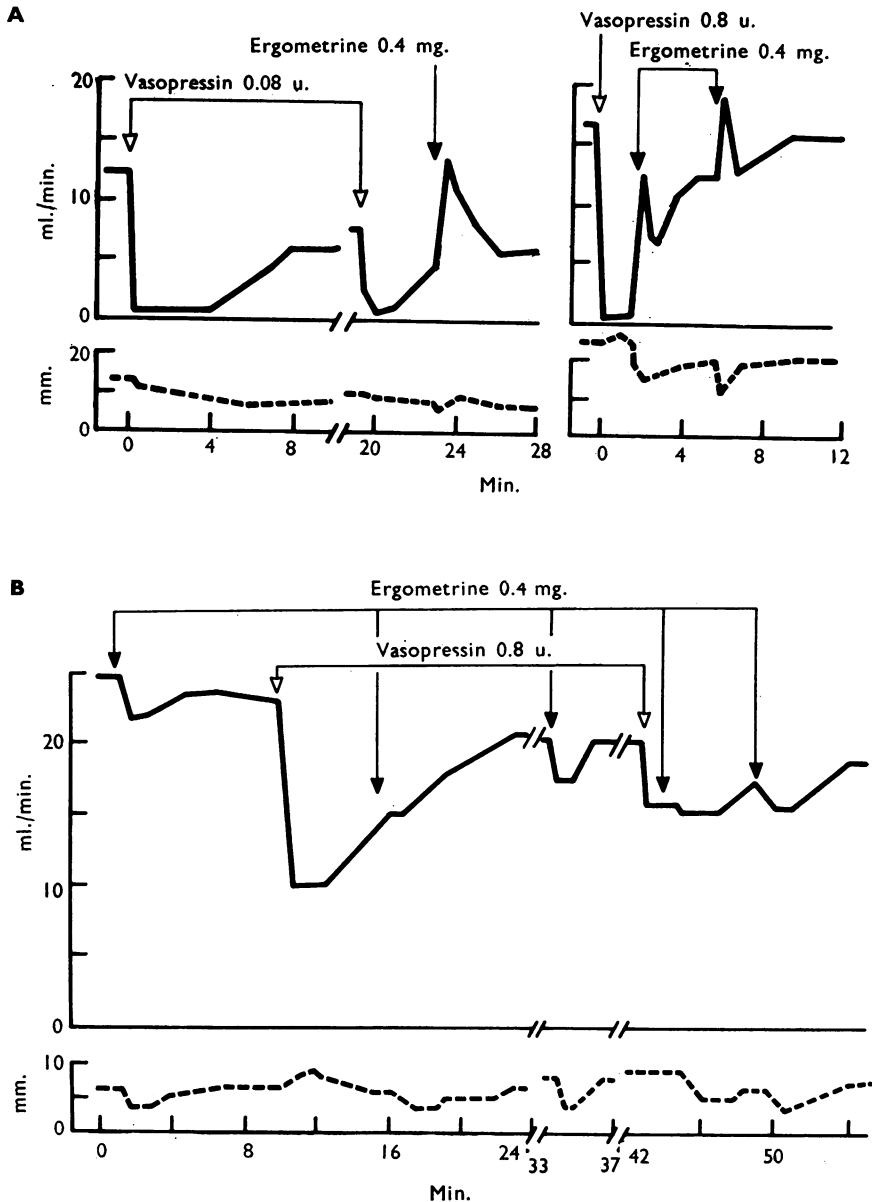 A
Vasopressin 0.8 u.
Ergometrine 0.4 mg.
Ergometrine 0.4 mg.
Vasopressin 0.08 u.
20
10
0
ml./min.
20
0
mm.
0 4 8 20 24 28
0 4 8 12
Min.
B
Ergometrine 0.4 mg.
Vasopressin 0.8 u.
20
10
0
ml./min.
10
0
mm.
0 8 16 24 33 37 42 50
Min.